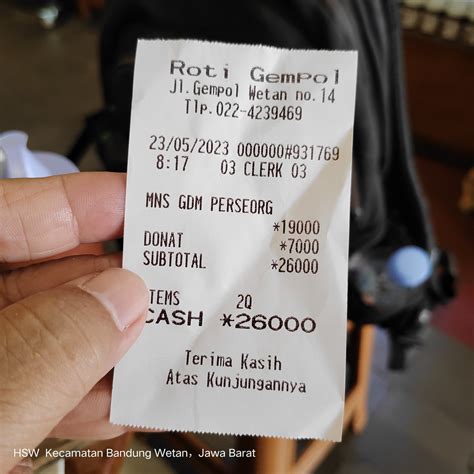 Roti Gempol
Jl.Gempol Wetan no.14
Tlp.022-4239469
23/05/2023 000000#931769
8:17 03 CLERK 03
MNS GDM PERSEORG
*19000
DONAT *7000
SUBTOTAL *26000
ITEMS 2Q
CASH *26000
Terima Kasih
Atas Kunjungannya
HSW Kecamatan Bandung Wetan, Jawa Barat